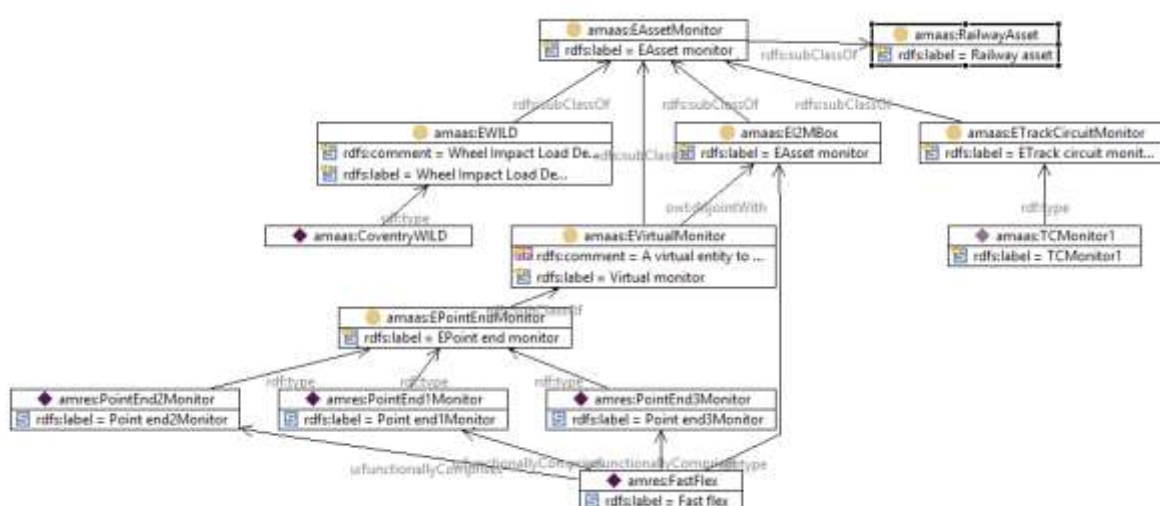 amaas:EAssetMonitor
rdfs:label = EAsset monitor
amaas:RailwayAsset
rdfs:label = Railway asset
rdfs:subClassOf
rdfs:subClassOf
rdfs:subClassOf
rdfs:subClassOf
amaas:EWILD
rdfs:comment = Wheel Impact Load De...
rdfs:label = Wheel Impact Load De...
amaas:EI2MBox
rdfs:label = EAsset monitor
amaas:ETrackCircuitMonitor
rdfs:label = ETrack circuit monit...
rdf:type
owl:disjointWith
rdf:type
amaas:CoventryWILD
amaas:EVirtualMonitor
rdfs:comment = A virtual entity to ...
rdfs:label = Virtual monitor
amaas:TCMonitor1
rdfs:label = TCMonitor1
amaas:EPointEndMonitor
rdfs:label = EPoint end monitor
rdf:type
rdf:type
rdf:type
amres:PointEnd2Monitor
rdfs:label = Point end2Monitor
amres:PointEnd1Monitor
rdfs:label = Point end1Monitor
amres:PointEnd3Monitor
rdfs:label = Point end3Monitor
amres:FastFlex
rdfs:label = Fast flex